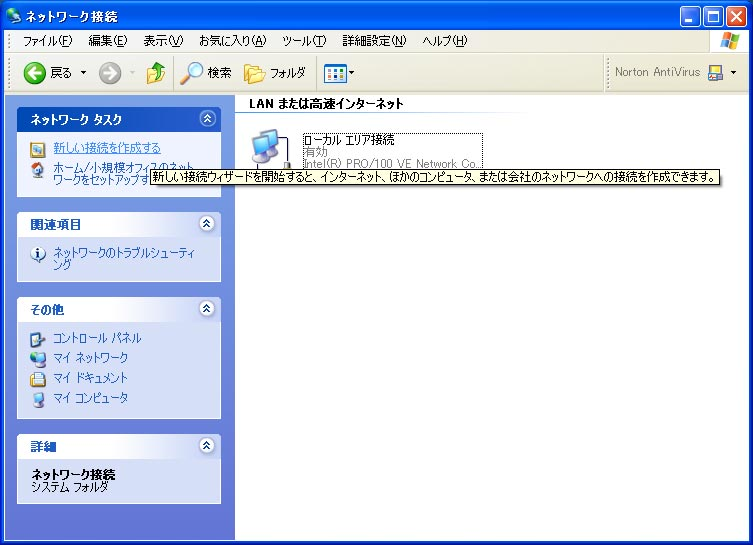 ネットワーク接続
ファイル(F) 編集(E) 表示(V) お気に入り(A) ツール(T) 詳細設定(N) ヘルプ(H)
戻る 検索 フォルダ Norton AntiVirus
ネットワーク タスク
新しい接続を作成する
ホーム/小規模オフィスのネット
ワークをセットアップす
関連項目
ネットワークのトラブルシューティ
ング
その他
コントロール パネル
マイ ネットワーク
マイ ドキュメント
マイ コンピュータ
詳細
ネットワーク接続
システム フォルダ
LAN または高速インターネット
ローカル エリア接続
有効
Intel(R) PRO/100 VE Network Co...
新しい接続ウィザードを開始すると、インターネット、ほかのコンピュータ、または会社のネットワークへの接続を作成できます。